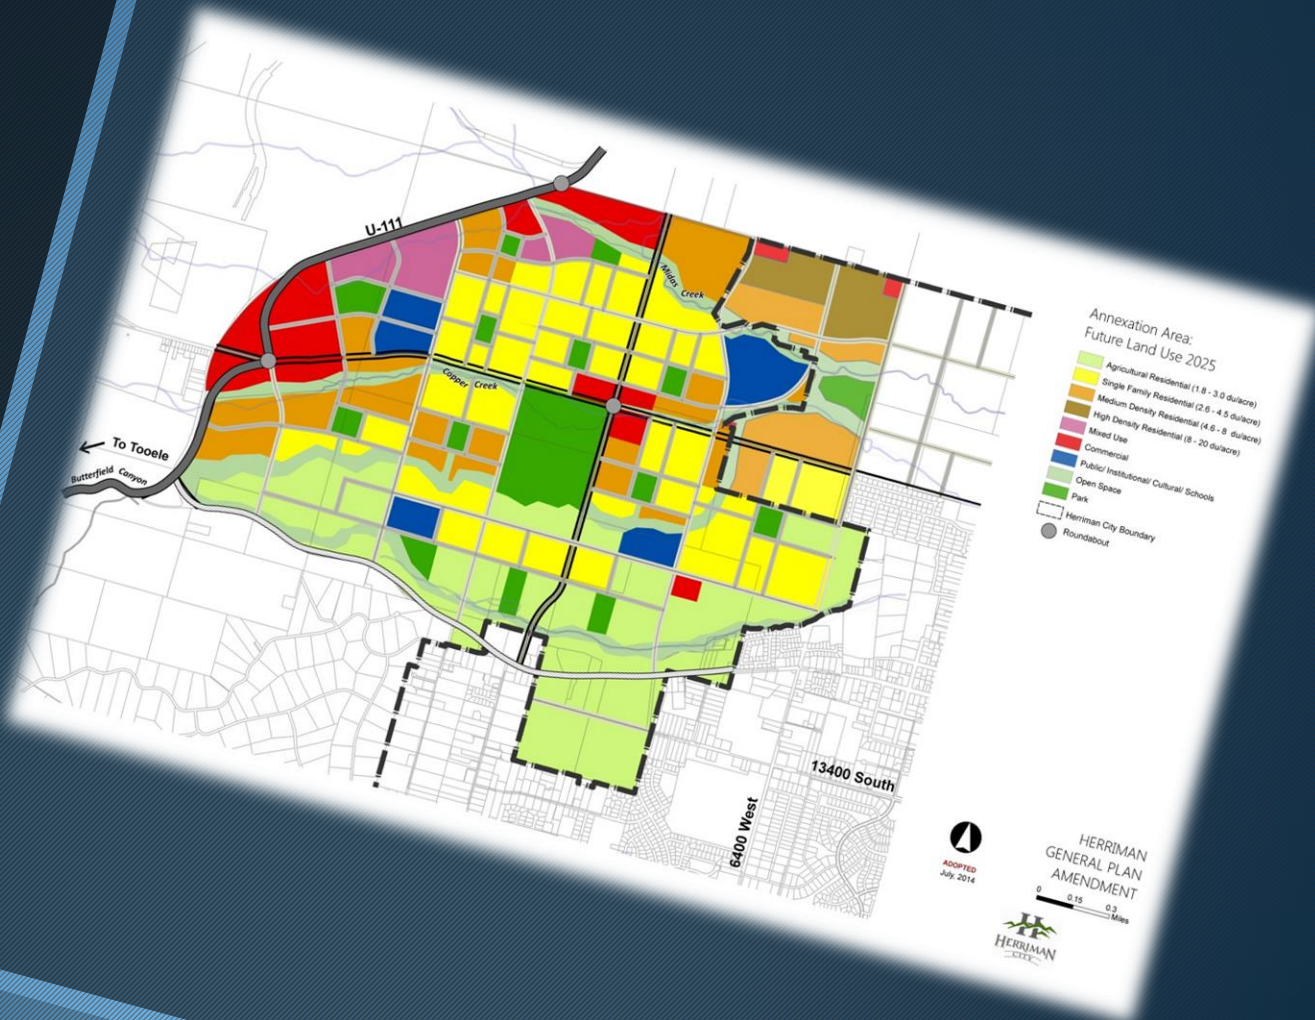 U-111
Midas Creek
Copper Creek
To Tooele
Butterfield Canyon
13400 South
6400 West
Annexation Area:
Future Land Use 2025
Agricultural Residential (1.8 - 3.0 du/acre)
Single Family Residential (2.6 - 4.5 du/acre)
Medium Density Residential (4.6 - 8 du/acre)
High Density Residential (8 - 20 du/acre)
Mixed Use
Commercial
Public/ Institutional/ Cultural/ Schools
Open Space
Park
Herriman City Boundary
Roundabout
ADOPTED
July, 2014
HERRIMAN
GENERAL PLAN
AMENDMENT
0 0.15 0.3
Miles
HERRIMAN
CITY